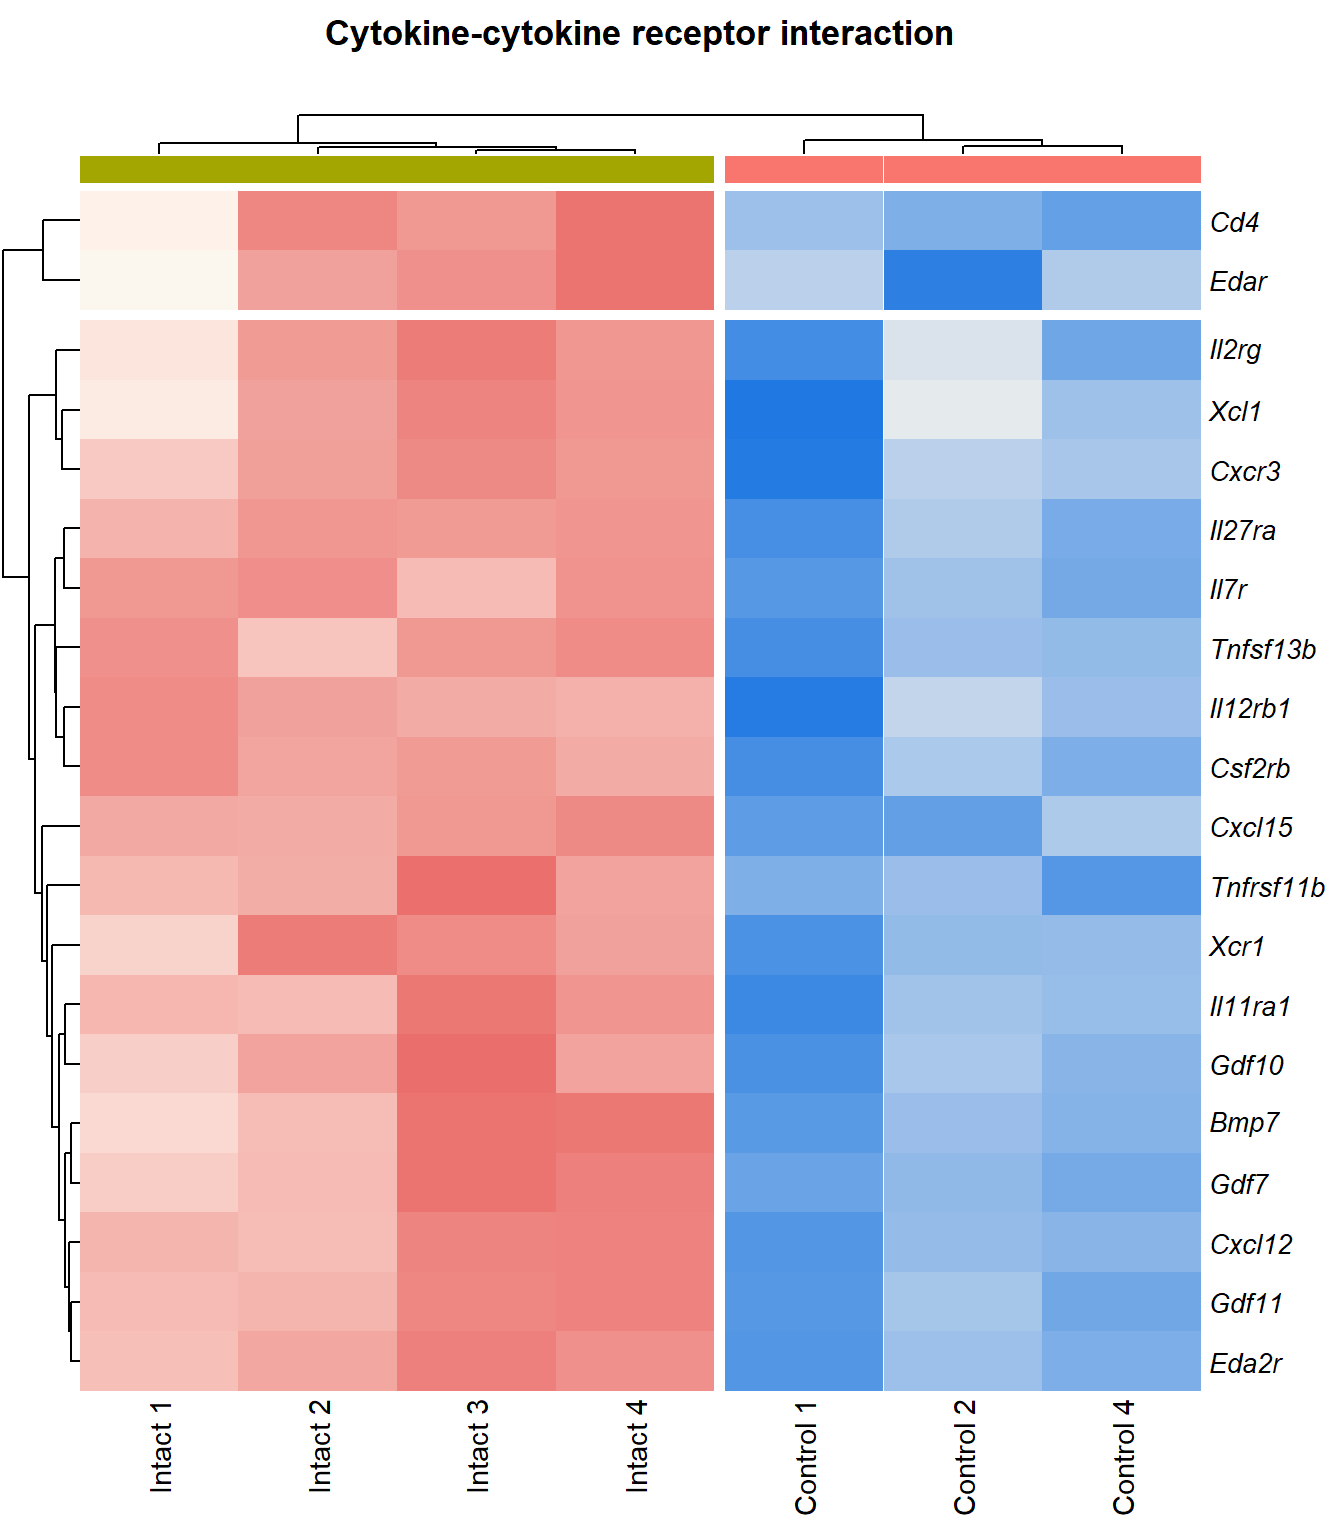 Cytokine-cytokine receptor interaction
Cd4
Edar
Il2rg
Xcl1
Cxcr3
Il27ra
Il7r
Tnfsf13b
Il12rb1
Csf2rb
Cxcl15
Tnfrsf11b
Xcr1
Il11ra1
Gdf10
Bmp7
Gdf7
Cxcl12
Gdf11
Eda2r
Intact 1
Intact 2
Intact 3
Intact 4
Control 1
Control 2
Control 4